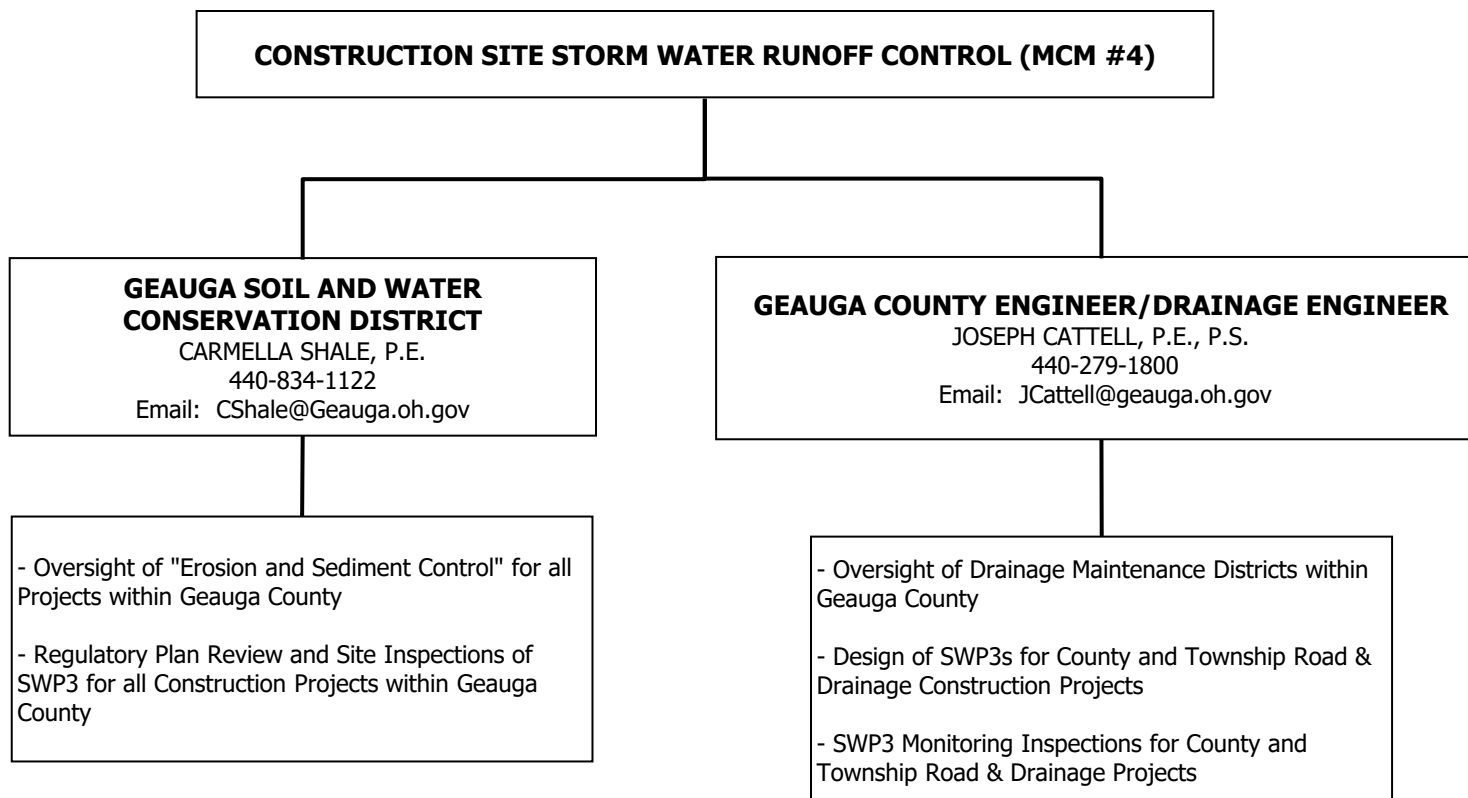 CONSTRUCTION SITE STORM WATER RUNOFF CONTROL (MCM #4)
GEAUGA SOIL AND WATER
CONSERVATION DISTRICT
CARMELLA SHALE, P.E.
440-834-1122
Email: CShale@Geauga.oh.gov
- Oversight of "Erosion and Sediment Control" for all
Projects within Geauga County
- Regulatory Plan Review and Site Inspections of
SWP3 for all Construction Projects within Geauga
County
GEAUGA COUNTY ENGINEER/DRAINAGE ENGINEER
JOSEPH CATTELL, P.E., P.S.
440-279-1800
Email: JCattell@geauga.oh.gov
- Oversight of Drainage Maintenance Districts within
Geauga County
- Design of SWP3s for County and Township Road &
Drainage Construction Projects
- SWP3 Monitoring Inspections for County and
Township Road & Drainage Projects